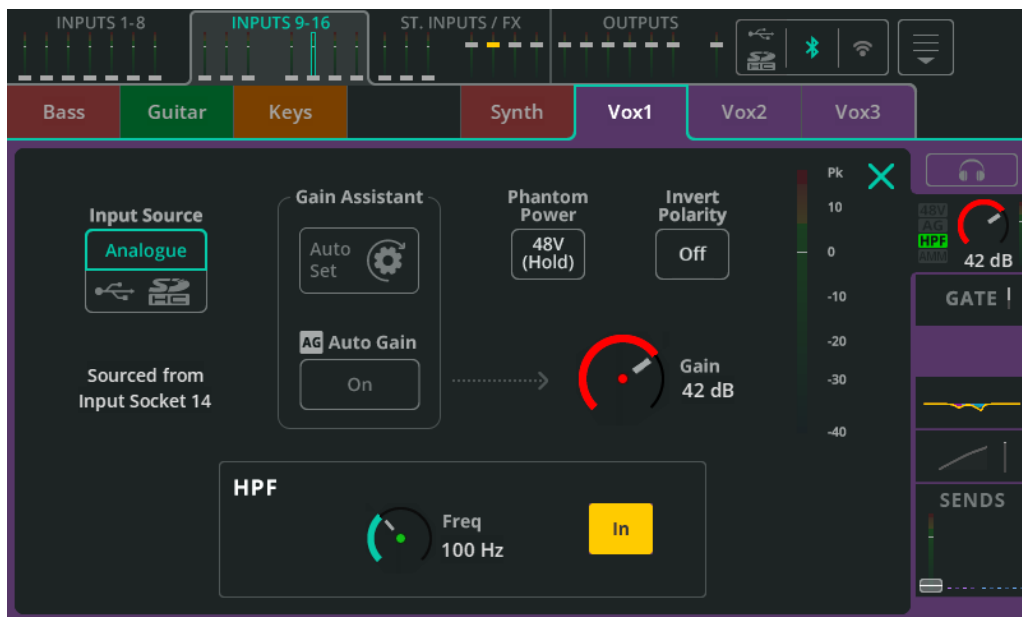 INPUTS 1-8
INPUTS 9-16
ST. INPUTS / FX
OUTPUTS
Bass
Guitar
Keys
Synth
Vox1
Vox2
Vox3
Input Source
Analogue
Sourced from
Input Socket 14
Gain Assistant
Auto
Set
AG Auto Gain
On
Phantom
Power
48V
(Hold)
Invert
Polarity
Off
Gain
42 dB
Pk
10
0
-10
-20
-30
-40
HPF
Freq
100 Hz
In
48V
AG
HPF
AMM
42 dB
GATE
SENDS